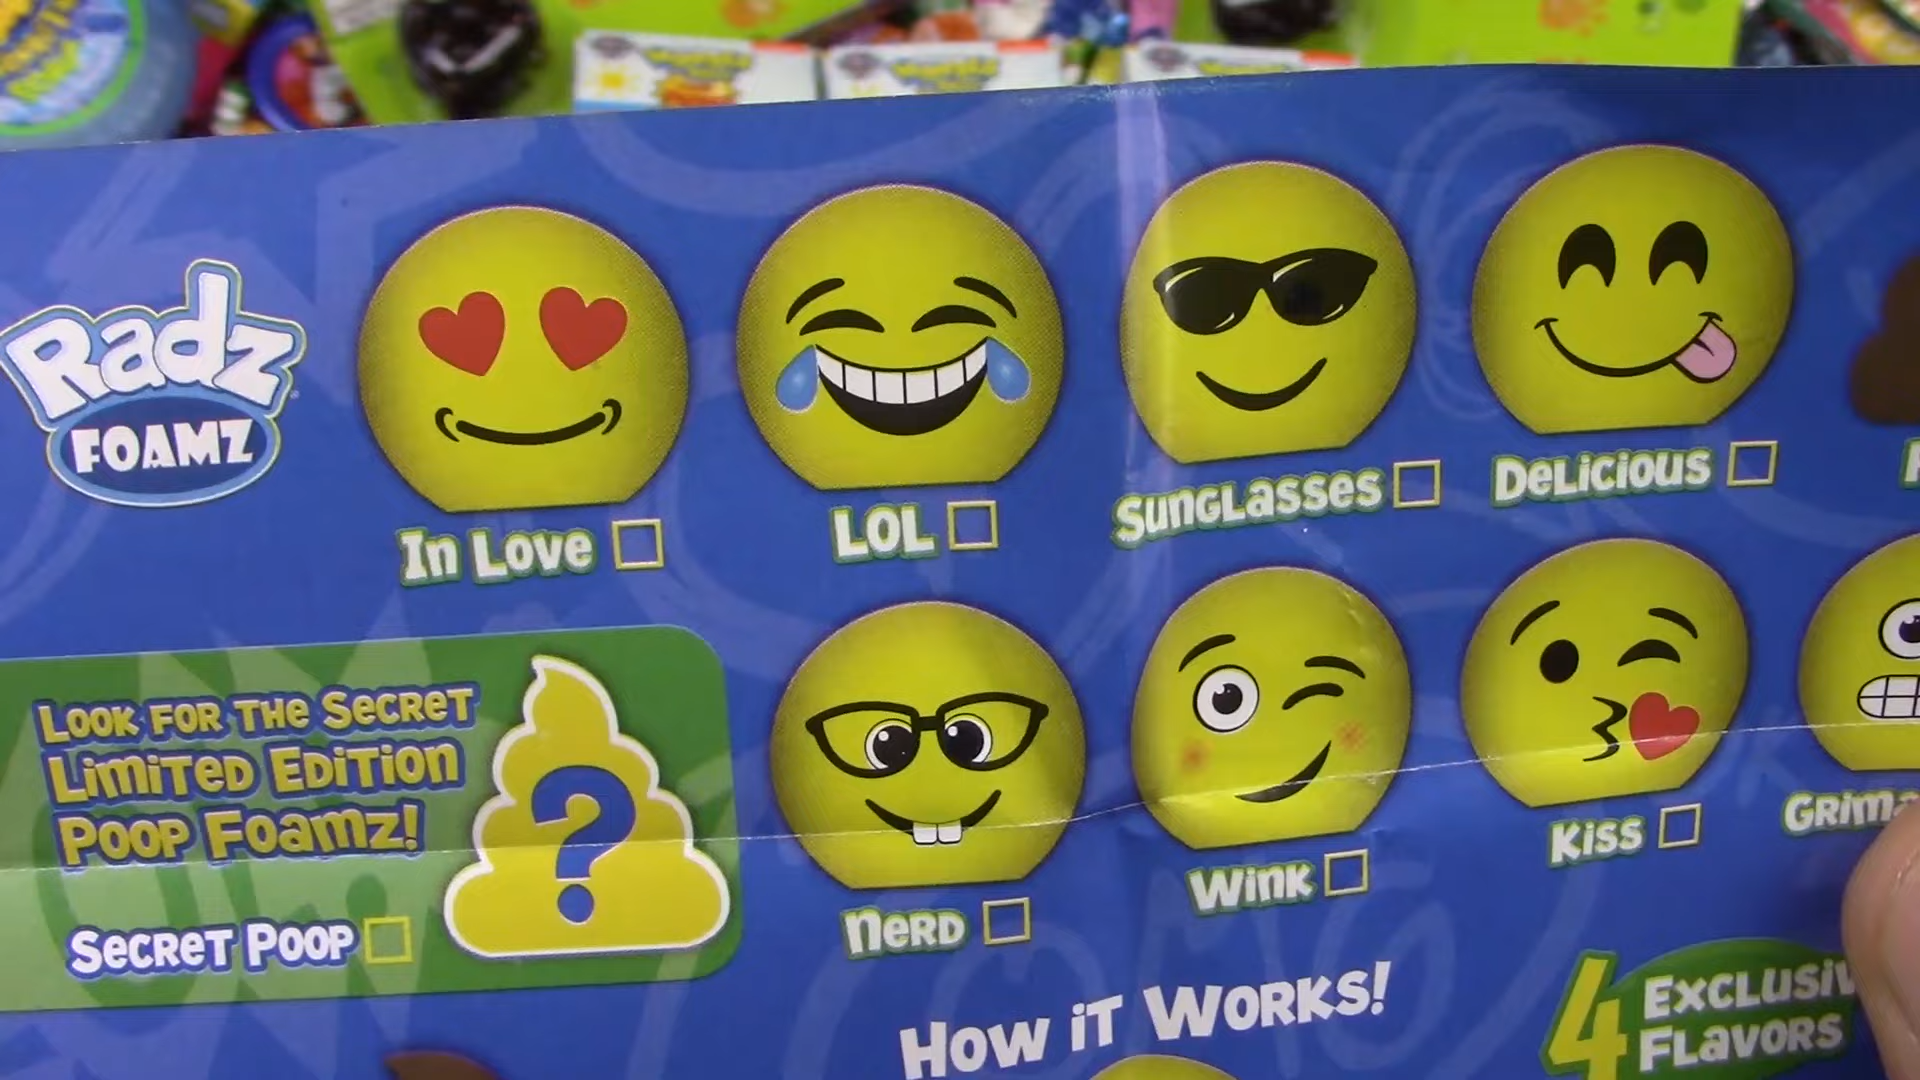 Radz
FOAMZ
In Love
LOL
Sunglasses
Delicious
Look for the Secret
Limited Edition
Poop Foamz!
Secret Poop
?
Nerd
Wink
Kiss
How it Works!
4 Exclusiv
Flavors